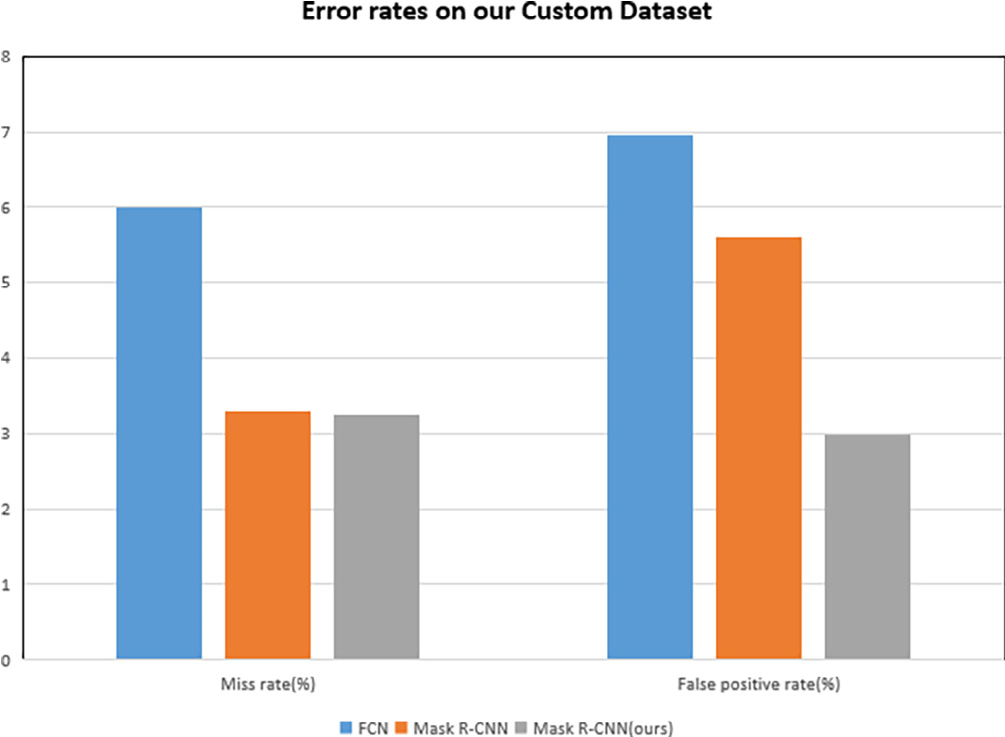 Error rates on our Custom Dataset
8
7
6
5
4
3
2
1
0
Miss rate(%)
False positive rate(%)
FCN
Mask R-CNN
Mask R-CNN(ours)